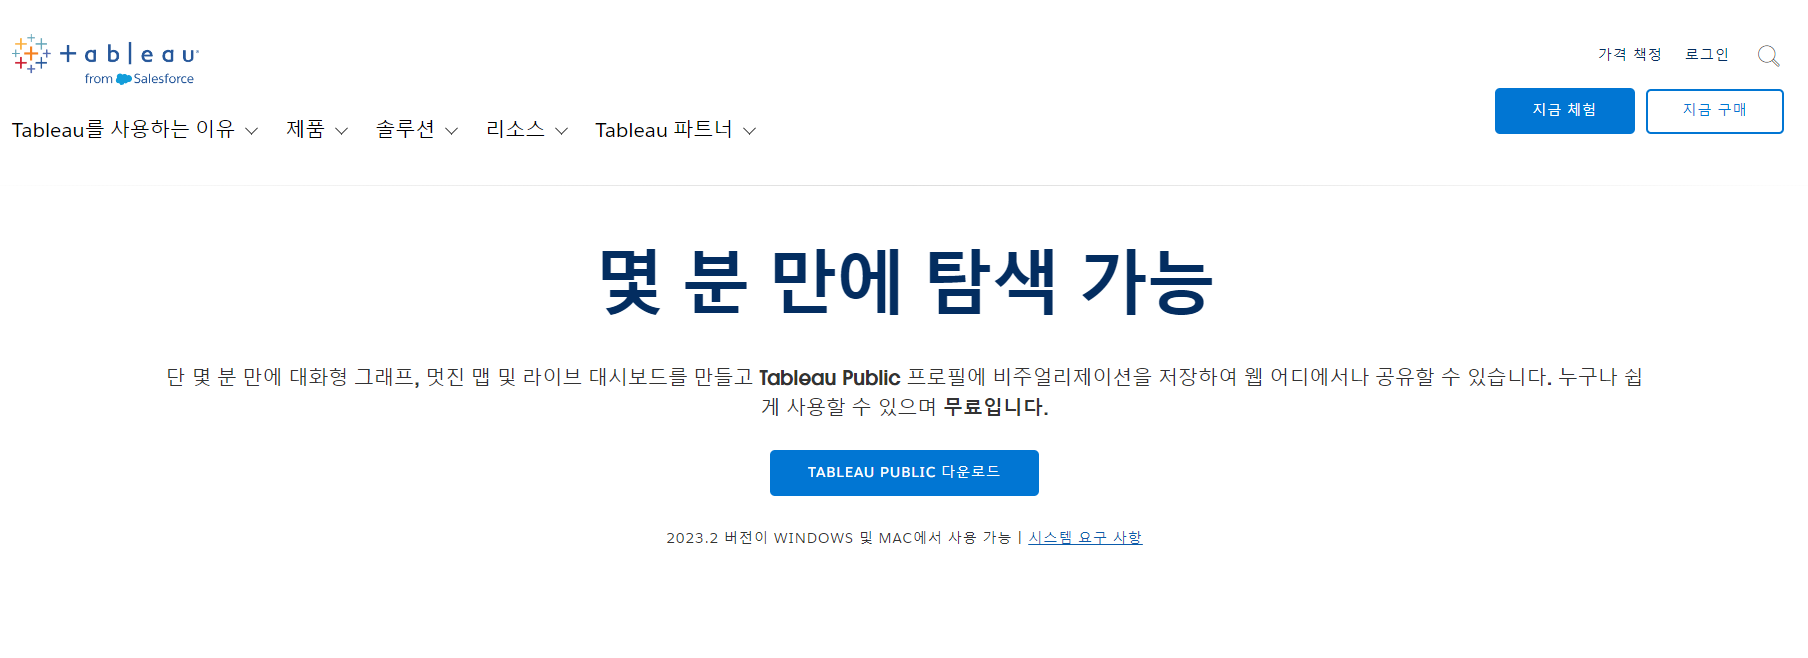 +ableau
from Salesforce
가격 책정 로그인
지금 체험 지금 구매
Tableau를 사용하는 이유 제품 솔루션 리소스 Tableau 파트너
몇 분 만에 탐색 가능
단 몇 분 만에 대화형 그래프, 멋진 맵 및 라이브 대시보드를 만들고 Tableau Public 프로필에 비주얼리제이션을 저장하여 웹 어디에서나 공유할 수 있습니다. 누구나 쉽
게 사용할 수 있으며 무료입니다.
TABLEAU PUBLIC 다운로드
2023.2 버전이 WINDOWS 및 MAC에서 사용 가능 | 시스템 요구 사항